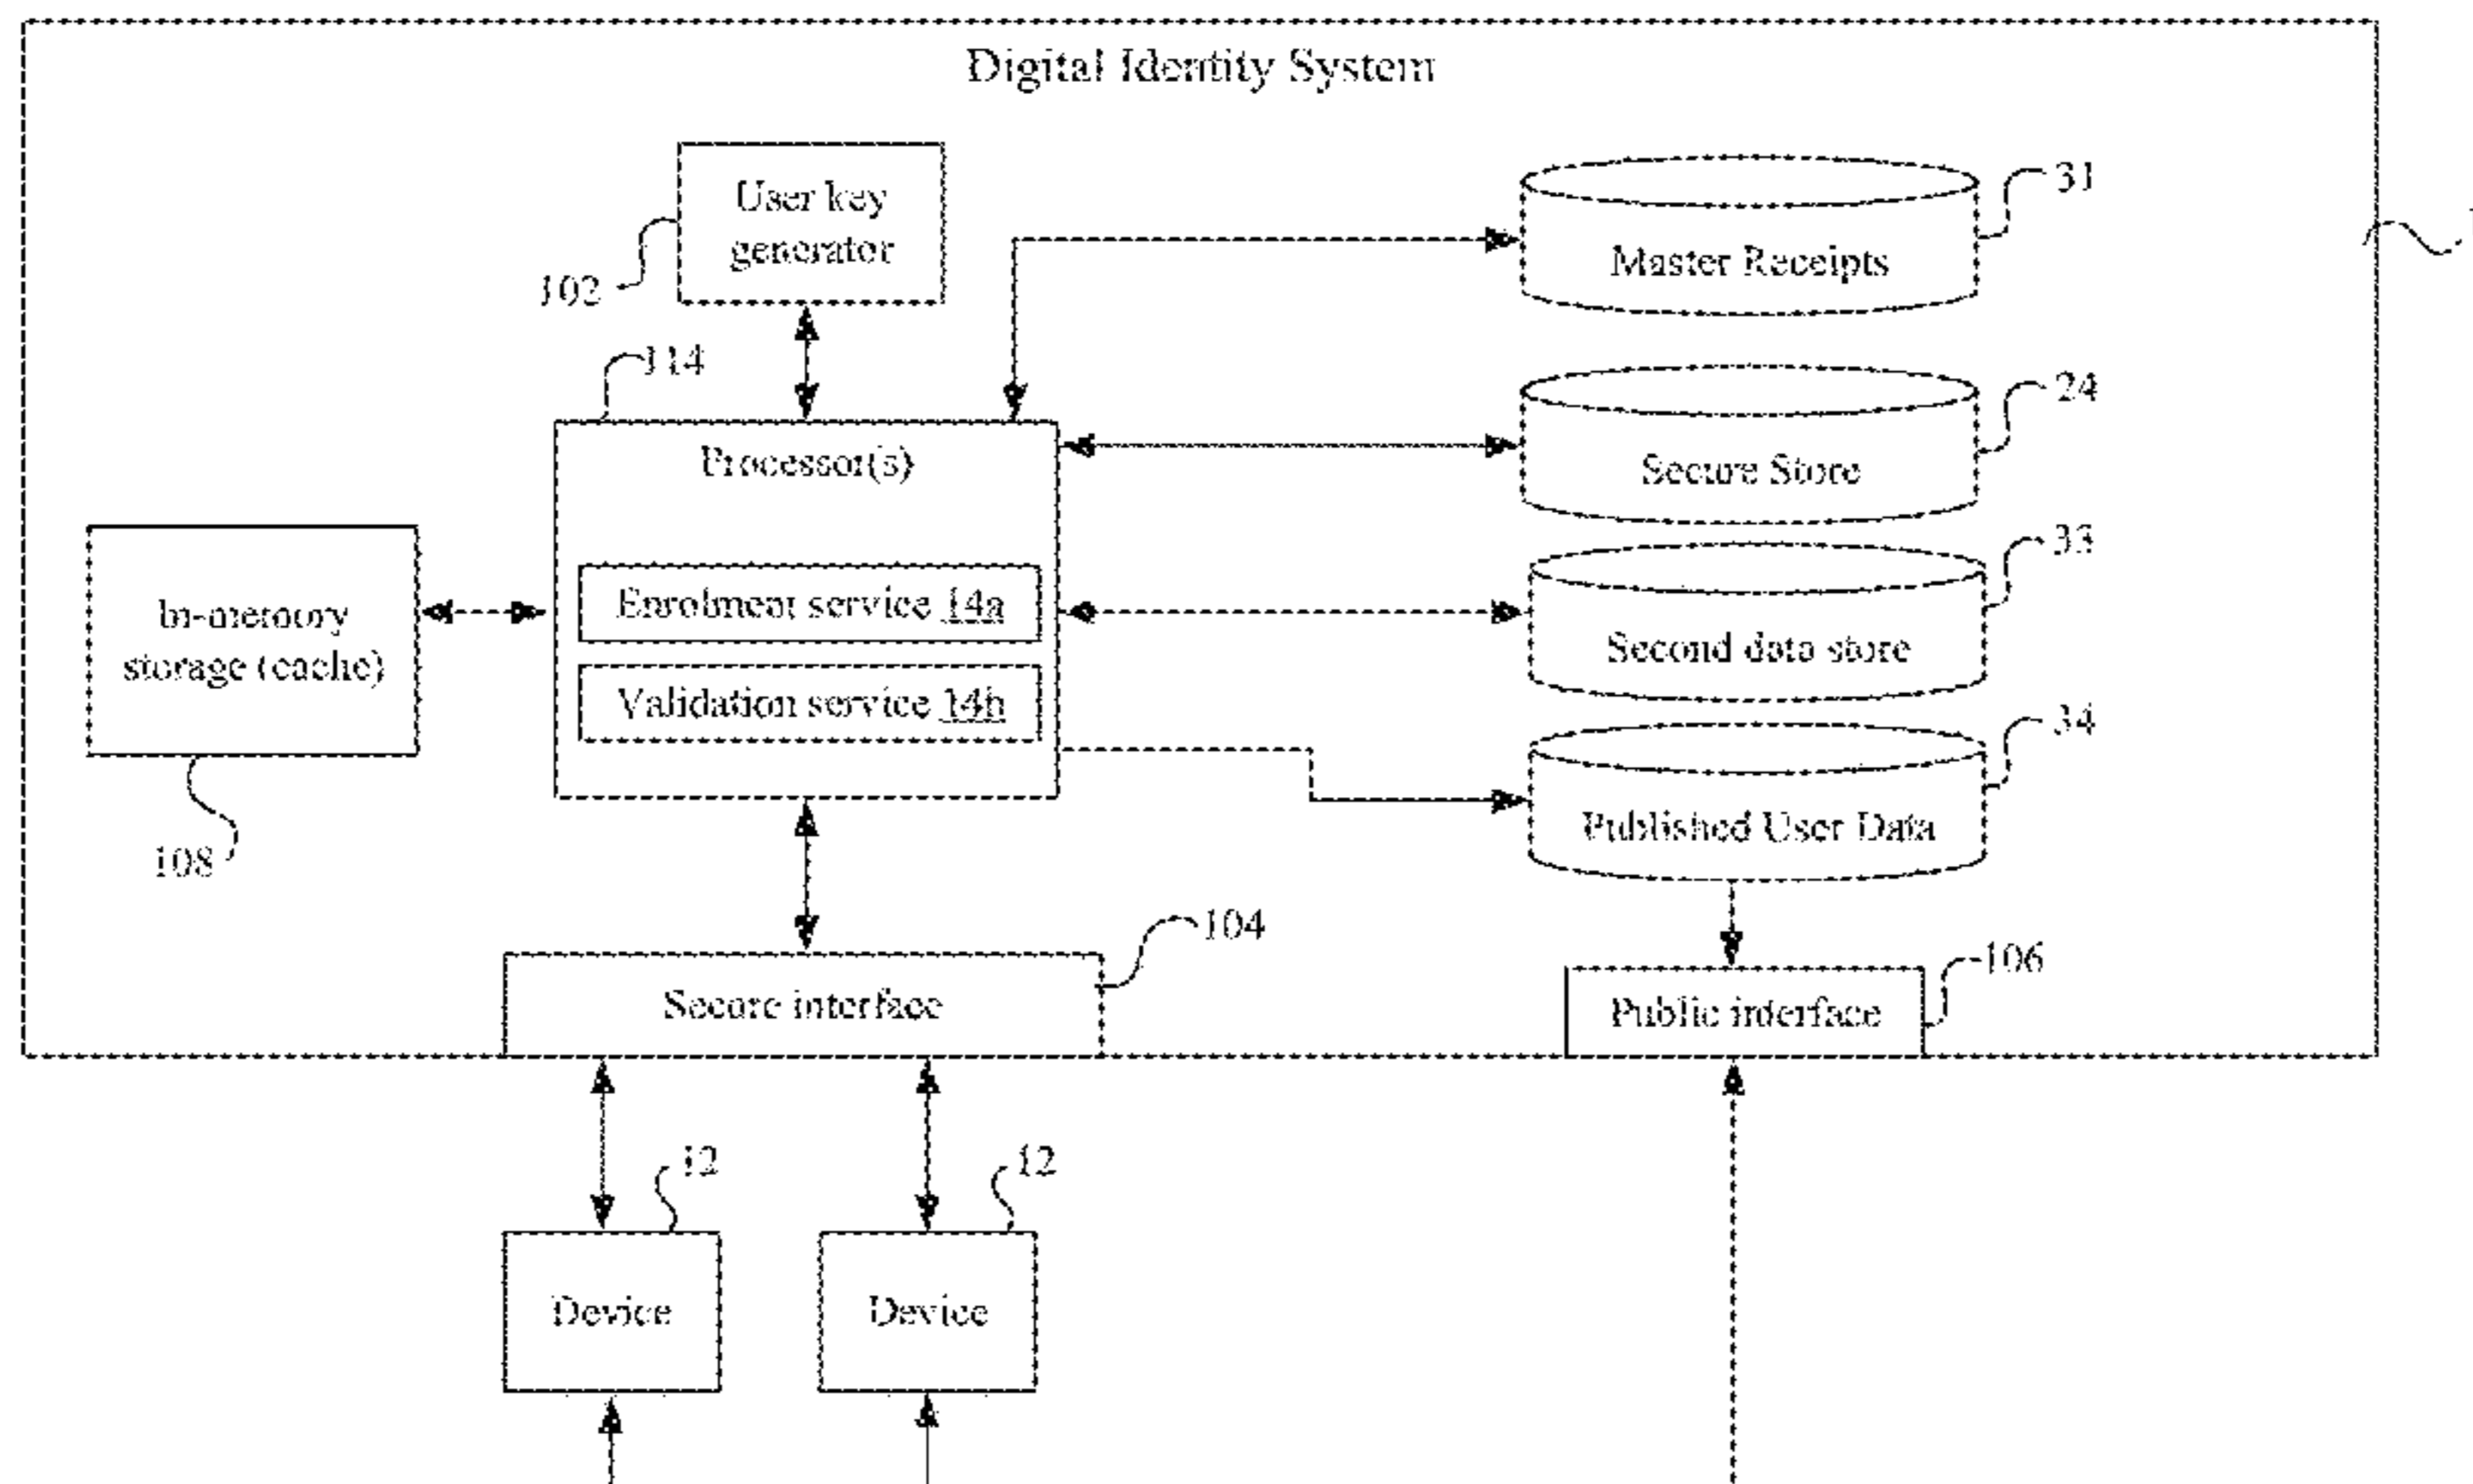 Digital Identity System
User key
generator
102
31
Master Receipts
114
24
Processor(s)
Secure Store
33
Enrolment service 14a
In-memory
storage (cache)
Second data store
Validation service 14b
34
Published User Data
108
104
106
Secure interface
Public interface
12
12
Device
Device